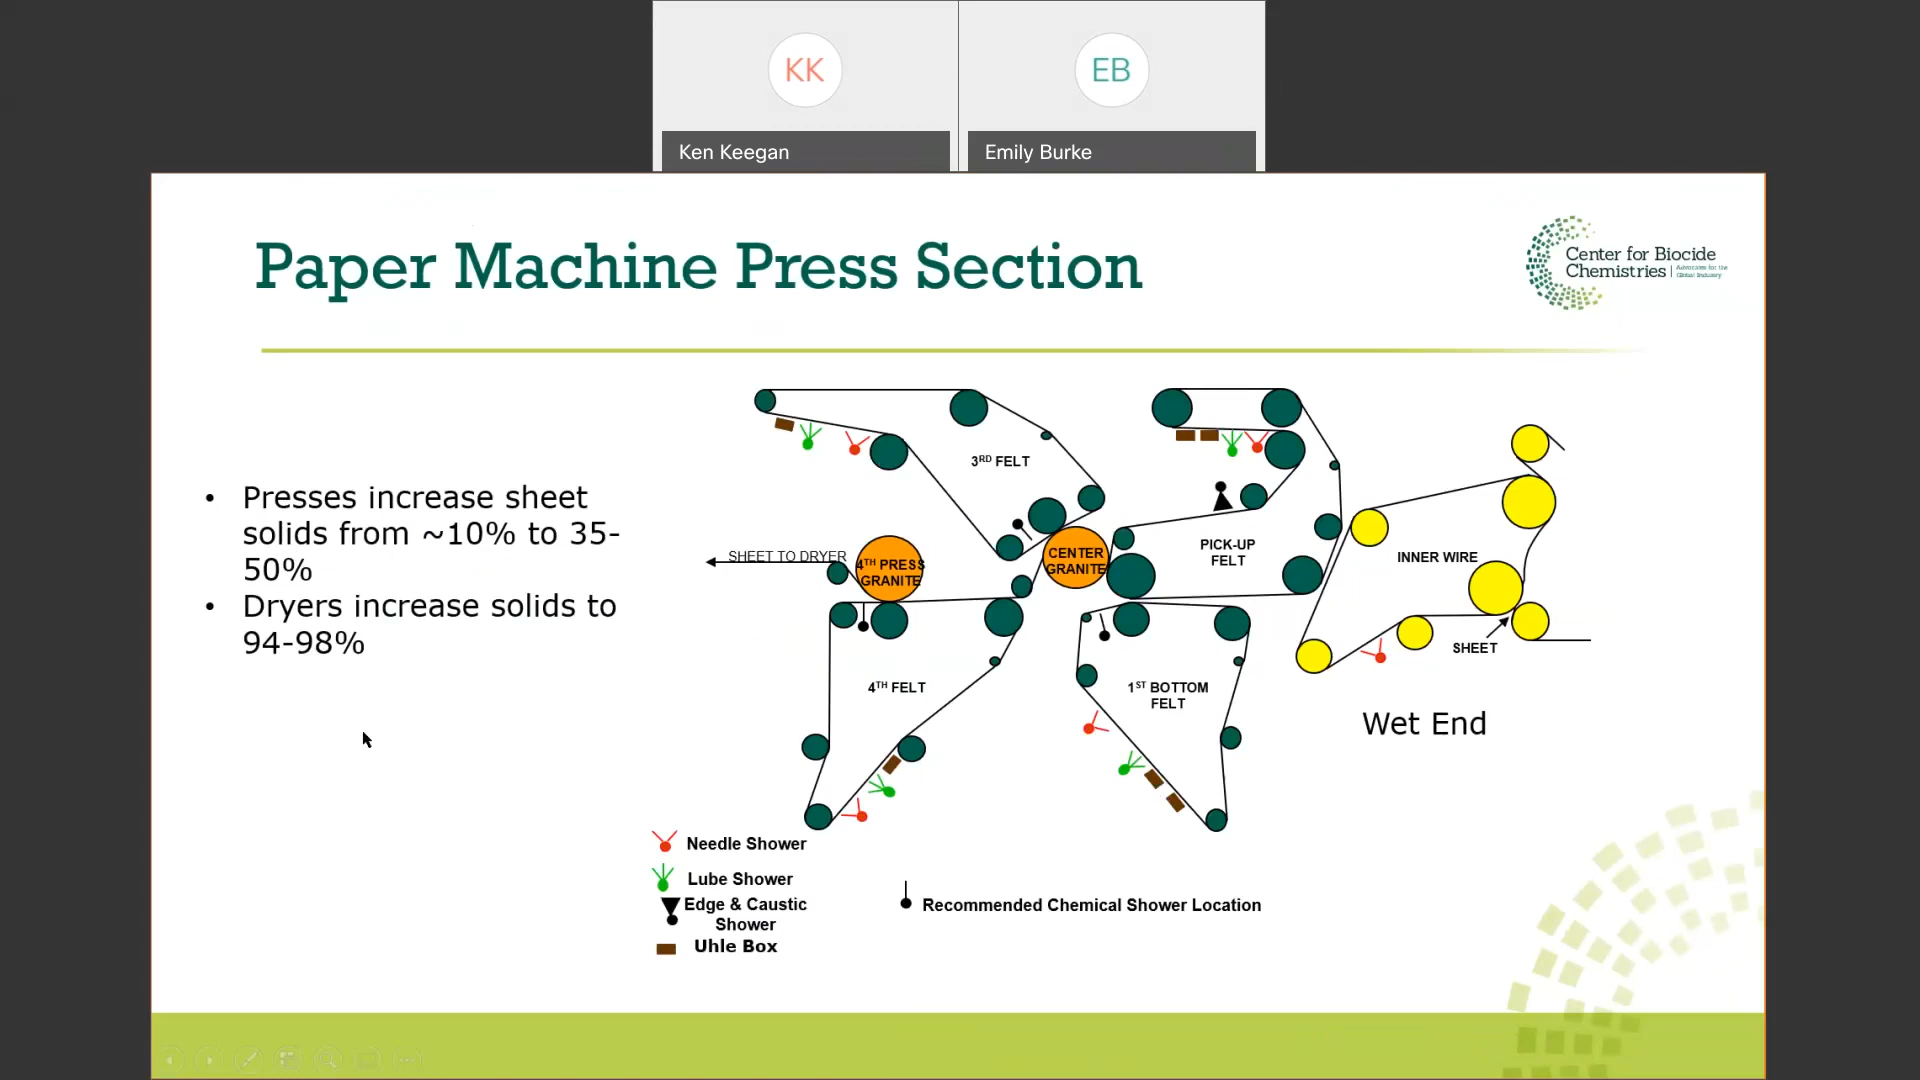 KK
EB
Ken Keegan
Emily Burke
Paper Machine Press Section
Center for Biocide
Chemistries | Advocates for the
Global Industry
• Presses increase sheet
solids from ~10% to 35-
50%
• Dryers increase solids to
94-98%
3RD FELT
SHEET TO DRYER
4TH PRESS
GRANITE
CENTER
GRANITE
PICK-UP
FELT
INNER WIRE
SHEET
4TH FELT
1ST BOTTOM
FELT
Wet End
Needle Shower
Lube Shower
Edge & Caustic
Shower
Uhle Box
Recommended Chemical Shower Location